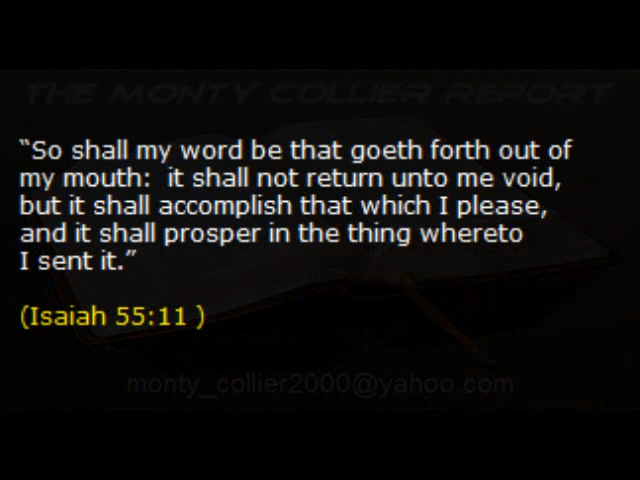 THE MONTY COLLIER REPORT
“So shall my word be that goeth forth out of
my mouth:  it shall not return unto me void,
but it shall accomplish that which I please,
and it shall prosper in the thing whereto
I sent it.”
(Isaiah 55:11 )
monty_collier2000@yahoo.com